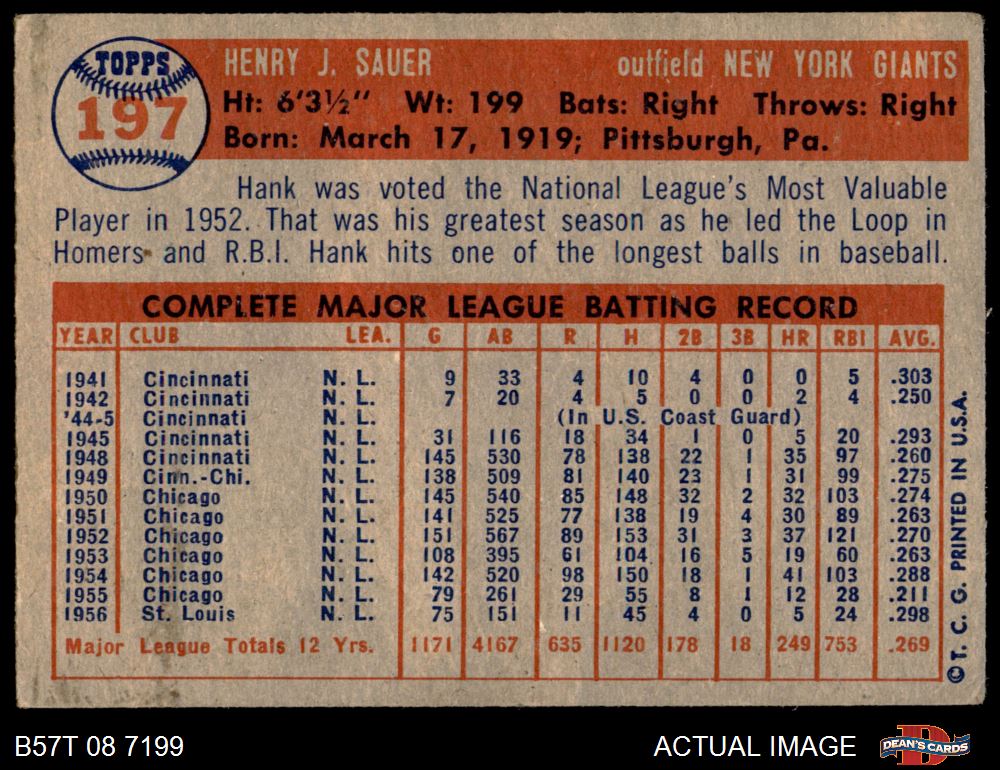 TOPPS
197
HENRY J. SAUER outfield NEW YORK GIANTS
Ht: 6'3½" Wt: 199 Bats: Right Throws: Right
Born: March 17, 1919; Pittsburgh, Pa.
Hank was voted the National League's Most Valuable
Player in 1952. That was his greatest season as he led the Loop in
Homers and R.B.I. Hank hits one of the longest balls in baseball.
COMPLETE MAJOR LEAGUE BATTING RECORD
YEAR CLUB LEA. G AB R H 2B 3B HR RBI AVG.
1941 Cincinnati N. L. 9 33 4 10 4 0 0 5 .303
1942 Cincinnati N. L. 7 20 4 5 0 0 2 4 .250
'44-5 Cincinnati N. L. (In U.S. Coast Guard)
1945 Cincinnati N. L. 31 116 18 34 1 0 5 20 .293
1948 Cincinnati N. L. 145 530 78 138 22 1 35 97 .260
1949 Cinn.-Chi. N. L. 138 509 81 140 23 1 31 99 .275
1950 Chicago N. L. 145 540 85 148 32 2 32 103 .274
1951 Chicago N. L. 141 525 77 138 19 4 30 89 .263
1952 Chicago N. L. 151 567 89 153 31 3 37 121 .270
1953 Chicago N. L. 108 395 61 104 16 5 19 60 .263
1954 Chicago N. L. 142 520 98 150 18 1 41 103 .288
1955 Chicago N. L. 79 261 29 55 8 1 12 28 .211
1956 St. Louis N. L. 75 151 11 45 4 0 5 24 .298
Major League Totals 12 Yrs. 1171 4167 635 1120 178 18 249 753 .269
© T. C. G. PRINTED IN U.S.A.
B57T 08 7199 ACTUAL IMAGE
D
DEAN'S CARDS